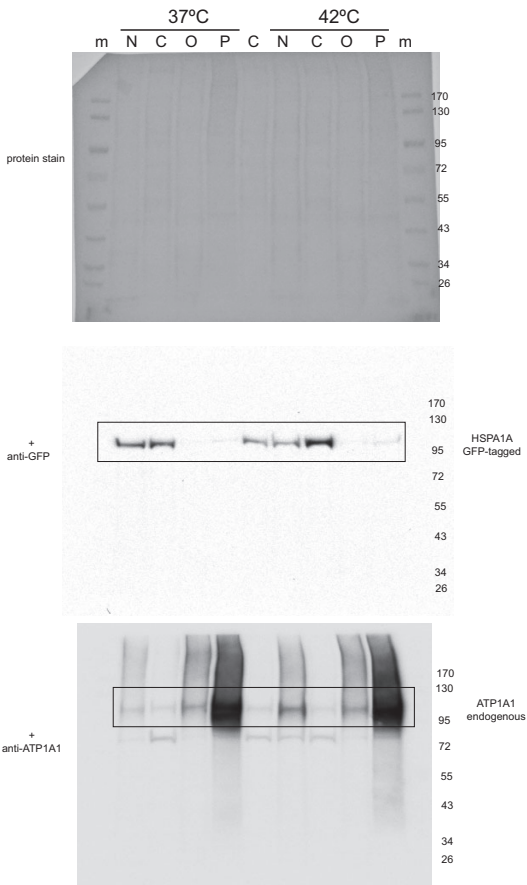 37ºC 42ºC
m N C O P C N C O P m
protein stain
170
130
95
72
55
43
34
26
+
anti-GFP
170
130
95
72
55
43
34
26
HSPA1A
GFP-tagged
+
anti-ATP1A1
170
130
95
72
55
43
34
26
ATP1A1
endogenous